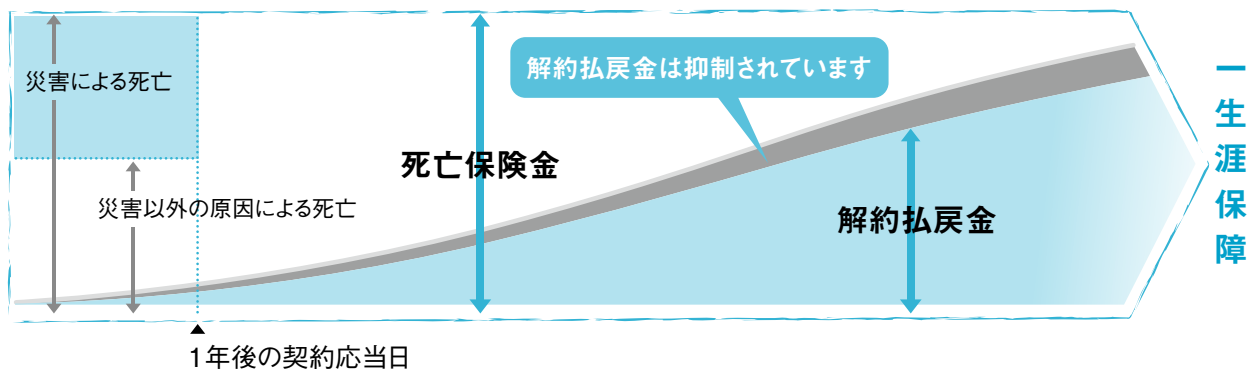 災害による死亡
解約払戻金は抑制されています
死亡保険金
災害以外の原因による死亡
解約払戻金
一生涯保障
1年後の契約応当日